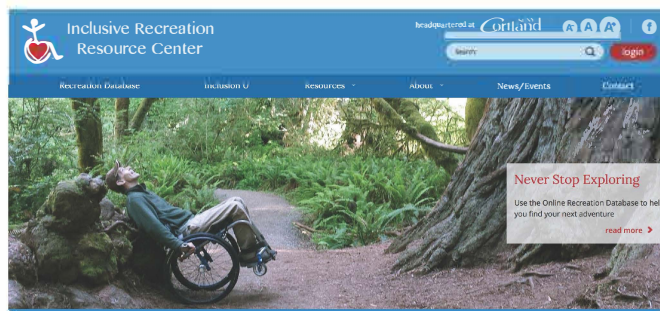 Inclusive Recreation
Resource Center
headquartered at Cortland
A- A A+ f
Search
login
Recreation Database Inclusion U Resources About News/Events Contact
Never Stop Exploring
Use the Online Recreation Database to hel
you find your next adventure
read more